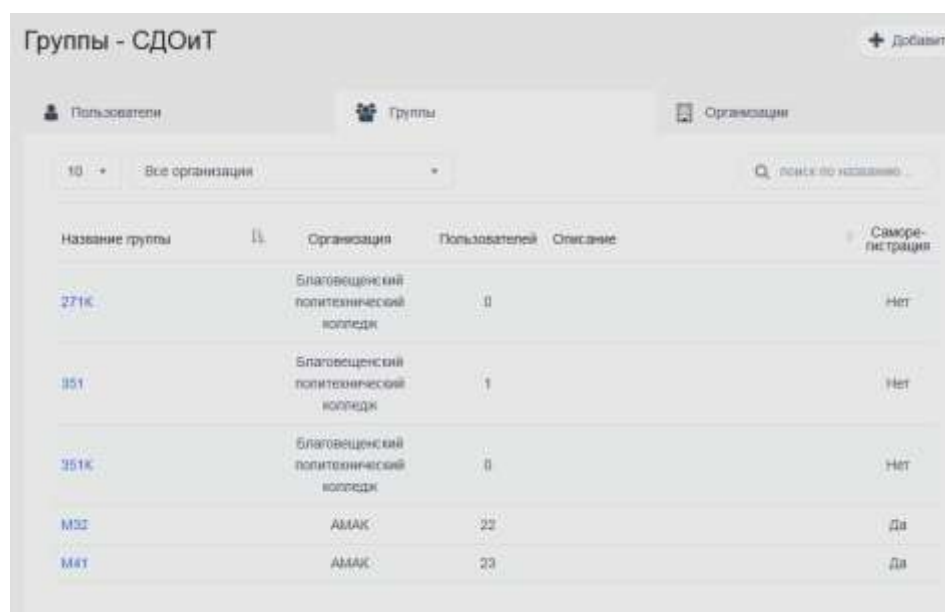 Группы - СДОиТ
Добавит
Пользователи
Группы
Организации
10
Все организации
поиск по названию ...
Название группы
Организация
Пользователей
Описание
Саморе-
гистрация
271К
Благовещенский
политехнический
колледж
0
Нет
351
Благовещенский
политехнический
колледж
1
Нет
351К
Благовещенский
политехнический
колледж
0
Нет
М32
АМАК
22
Да
М41
АМАК
23
Да